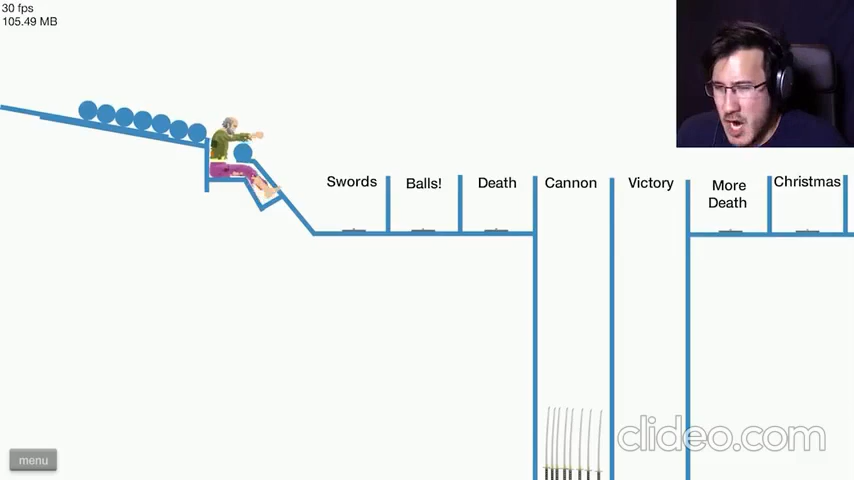 30 fps
105.49 MB
Swords
Balls!
Death
Cannon
Victory
More
Death
Christmas
clideo.com
menu